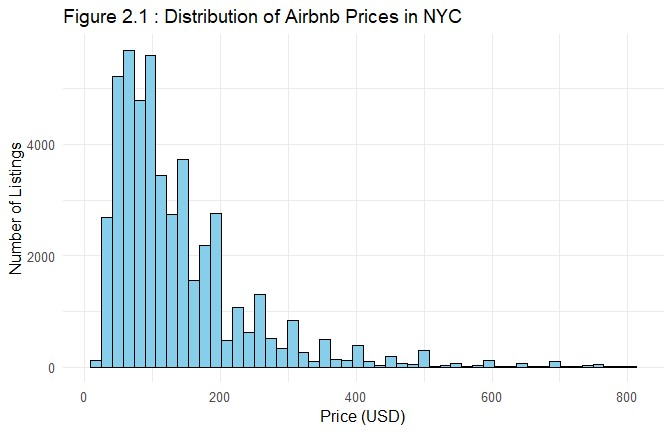 Figure 2.1 : Distribution of Airbnb Prices in NYC
Number of Listings
4000
2000
0
0 200 400 600 800
Price (USD)